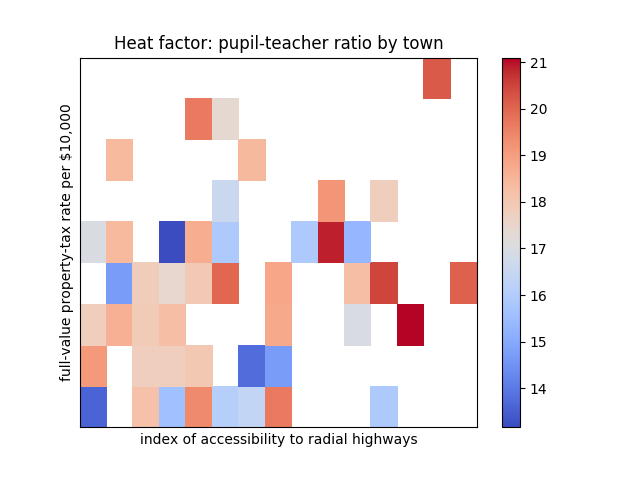 Heat factor: pupil-teacher ratio by town
full-value property-tax rate per $10,000
index of accessibility to radial highways
21
20
19
18
17
16
15
14